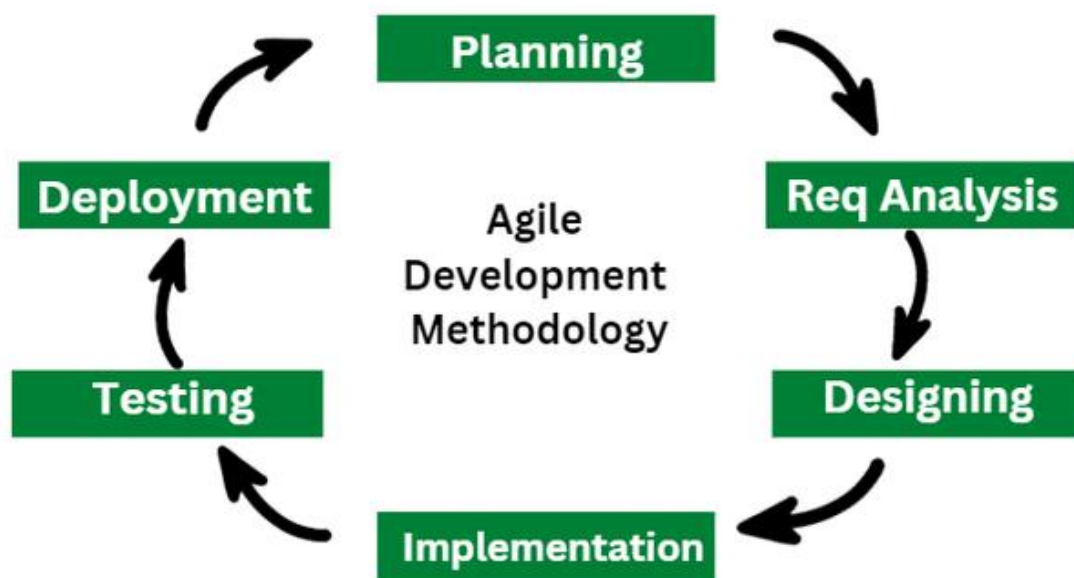 Planning
Deployment
Req Analysis
Agile
Development
Methodology
Testing
Designing
Implementation